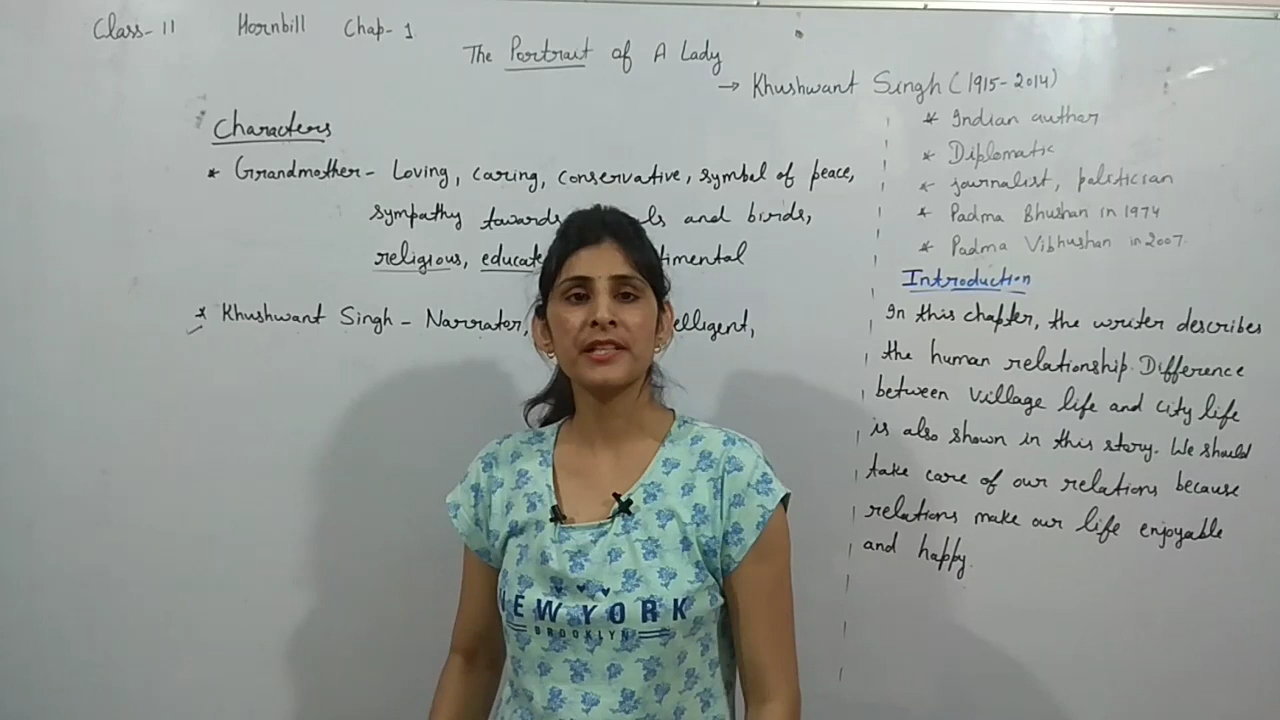 Class-11 Hornbill Chap-1
The Portrait of A Lady
→ Khushwant Singh (1915-2014)
* Indian author
* Diplomatic
* journalist, politician
* Padma Bhushan in 1974
* Padma Vibhushan in 2007.
Characters
* Grandmother - Loving, caring, conservative, symbol of peace,
sympathy towards and birds,
religious,
* Khushwant Singh - Narrator,
Introduction
In this chapter, the writer describes
the human relationship. Difference
between village life and city life
is also shown in this story. We should
take care of our relations because
relations make our life enjoyable
and happy.
NEW YORK
BROOKLYN